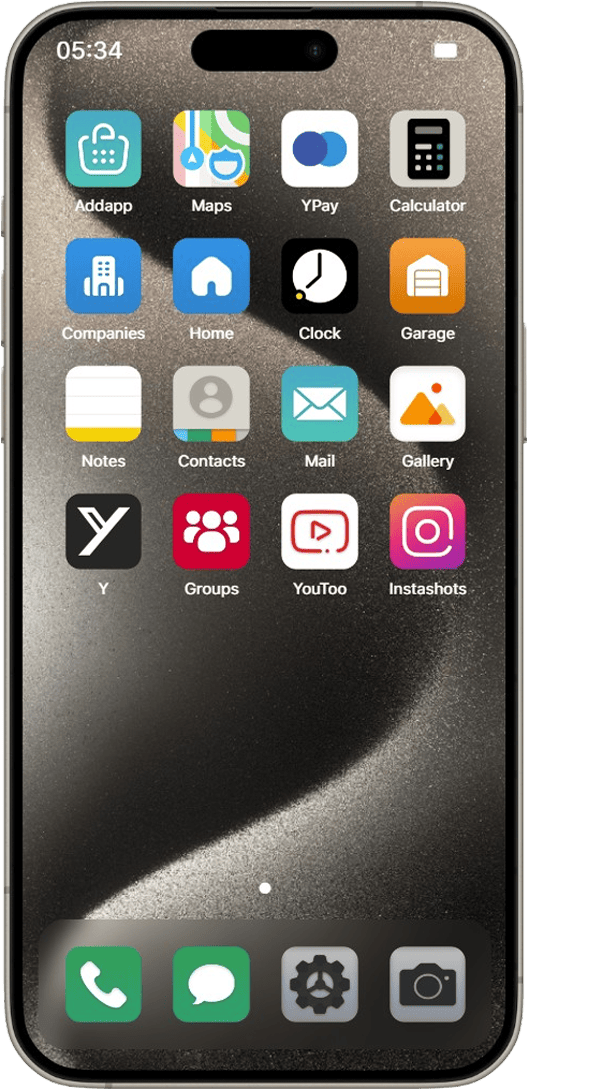 05:34
Addapp Maps YPay Calculator
Companies Home Clock Garage
Notes Contacts Mail Gallery
Y Groups YouToo Instashots